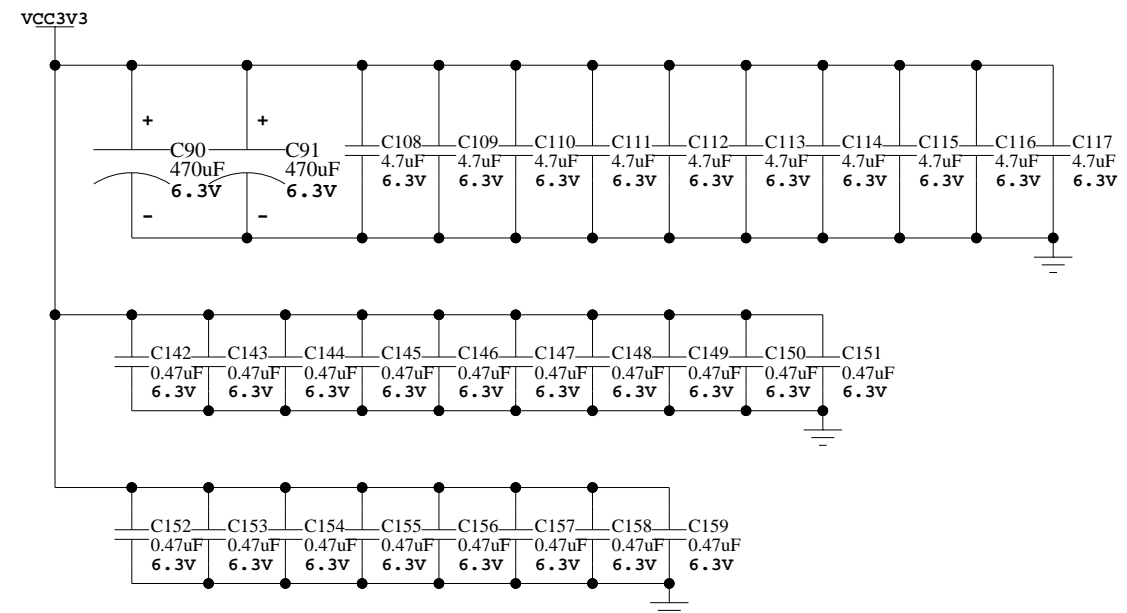 VCC3V3
+ +
C90 C91 C108 C109 C110 C111 C112 C113 C114 C115 C116 C117
470uF 470uF 4.7uF 4.7uF 4.7uF 4.7uF 4.7uF 4.7uF 4.7uF 4.7uF 4.7uF 4.7uF
6.3V 6.3V 6.3V 6.3V 6.3V 6.3V 6.3V 6.3V 6.3V 6.3V 6.3V 6.3V
- -
C142 C143 C144 C145 C146 C147 C148 C149 C150 C151
0.47uF 0.47uF 0.47uF 0.47uF 0.47uF 0.47uF 0.47uF 0.47uF 0.47uF 0.47uF
6.3V 6.3V 6.3V 6.3V 6.3V 6.3V 6.3V 6.3V 6.3V 6.3V
C152 C153 C154 C155 C156 C157 C158 C159
0.47uF 0.47uF 0.47uF 0.47uF 0.47uF 0.47uF 0.47uF 0.47uF
6.3V 6.3V 6.3V 6.3V 6.3V 6.3V 6.3V 6.3V